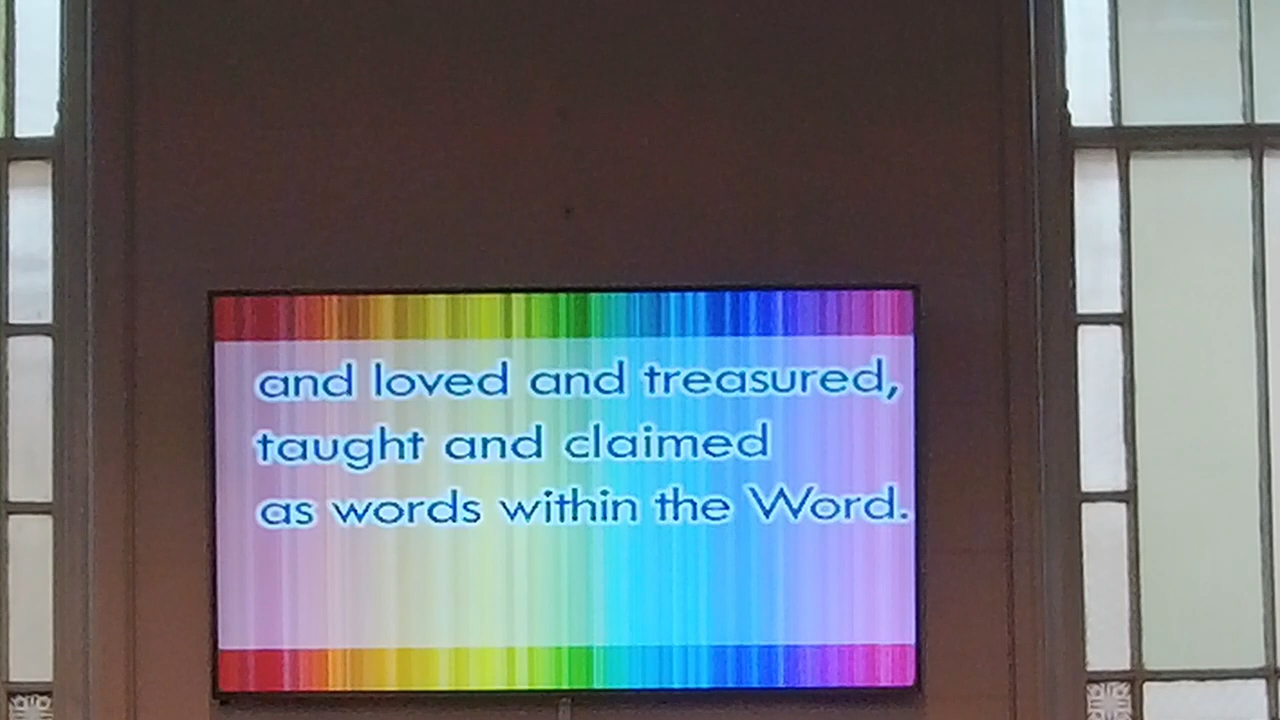 and loved and treasured,
taught and claimed
as words within the Word.